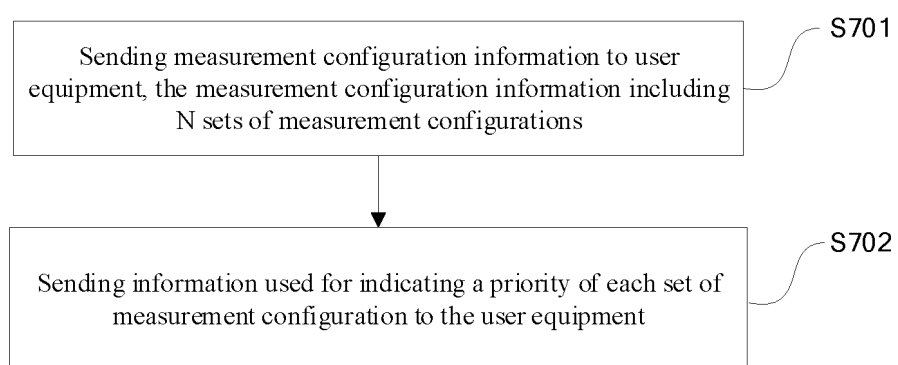 S701
Sending measurement configuration information to user
equipment, the measurement configuration information including
N sets of measurement configurations
S702
Sending information used for indicating a priority of each set of
measurement configuration to the user equipment